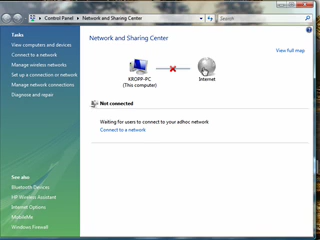 Control Panel ▸ Network and Sharing Center
Search
Tasks
View computers and devices
Connect to a network
Manage wireless networks
Set up a connection or network
Manage network connections
Diagnose and repair
Network and Sharing Center
View full map
KROPP-PC
(This computer)
Internet
Not connected
Waiting for users to connect to your adhoc network
Connect to a network
See also
Bluetooth Devices
HP Wireless Assistant
Internet Options
MobileMe
Windows Firewall